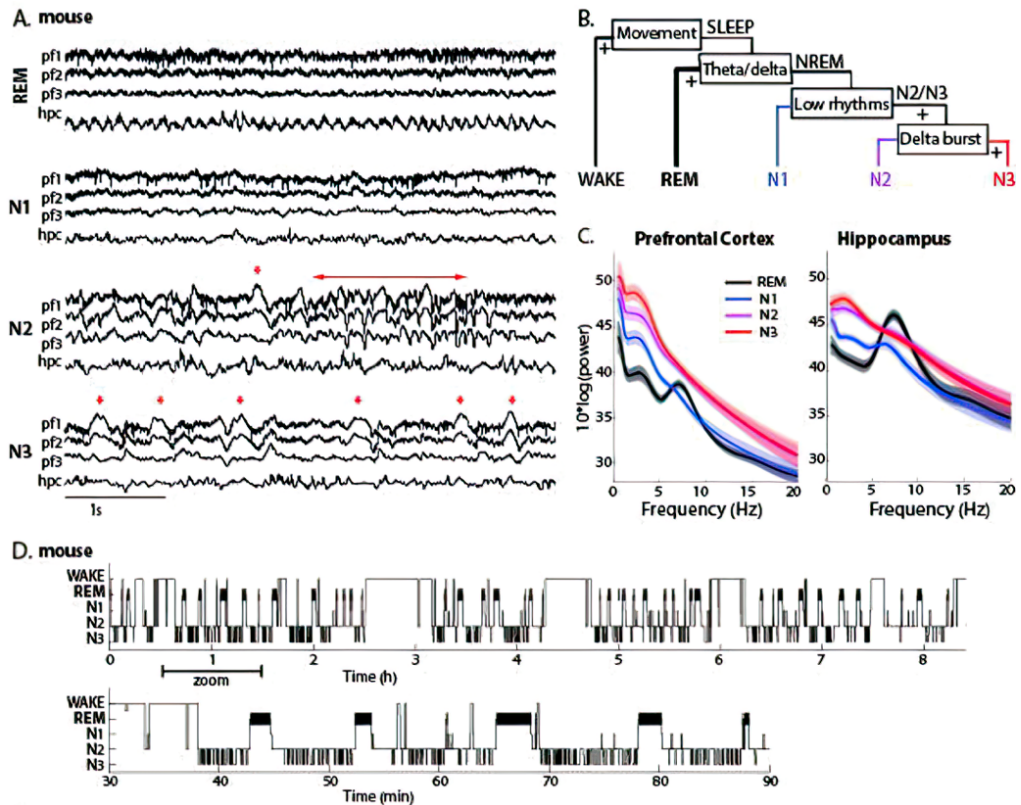 A. mouse
REM
pf1
pf2
pf3
hpc
N1
pf1
pf2
pf3
hpc
N2
pf1
pf2
pf3
hpc
N3
pf1
pf2
pf3
hpc
1s
B.
Movement
SLEEP
+
Theta/delta
NREM
+
Low rhythms
N2/N3
+
Delta burst
+
WAKE
REM
N1
N2
N3
C.
Prefrontal Cortex
10*log(power)
50
45
40
35
30
REM
N1
N2
N3
0
5
10
15
20
Frequency (Hz)
Hippocampus
50
45
40
35
30
0
5
10
15
20
Frequency (Hz)
D. mouse
WAKE
REM
N1
N2
N3
0
1
2
3
4
5
6
7
8
zoom
Time (h)
WAKE
REM
N1
N2
N3
30
40
50
60
70
80
90
Time (min)